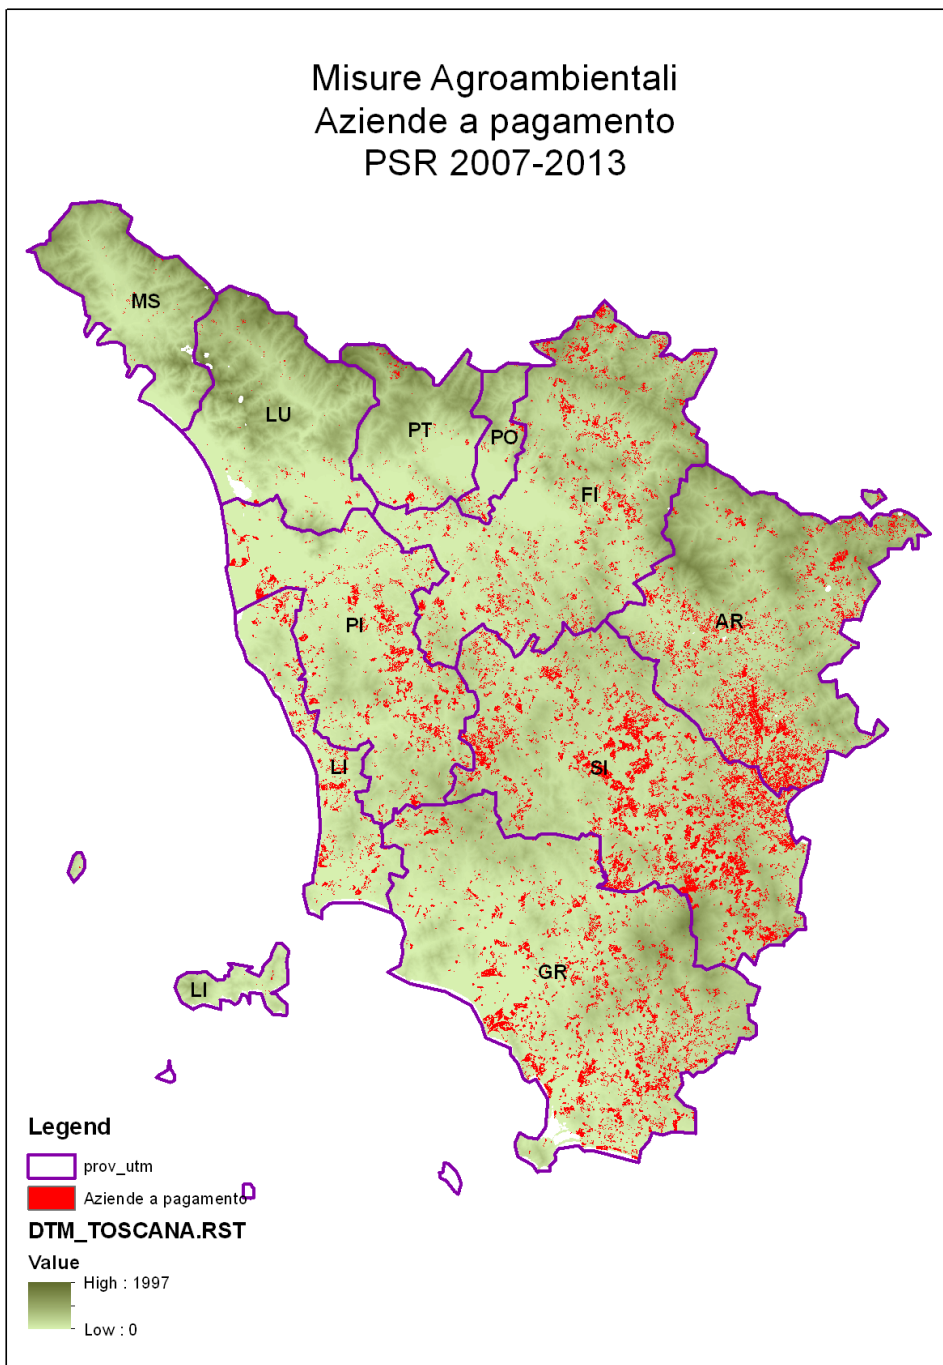 Misure Agroambientali
Aziende a pagamento
PSR 2007-2013
MS
LU
PT
PO
FI
AR
PI
LI
SI
GR
LI
Legend
prov_utm
Aziende a pagamento
DTM_TOSCANA.RST
Value
High : 1997
Low : 0